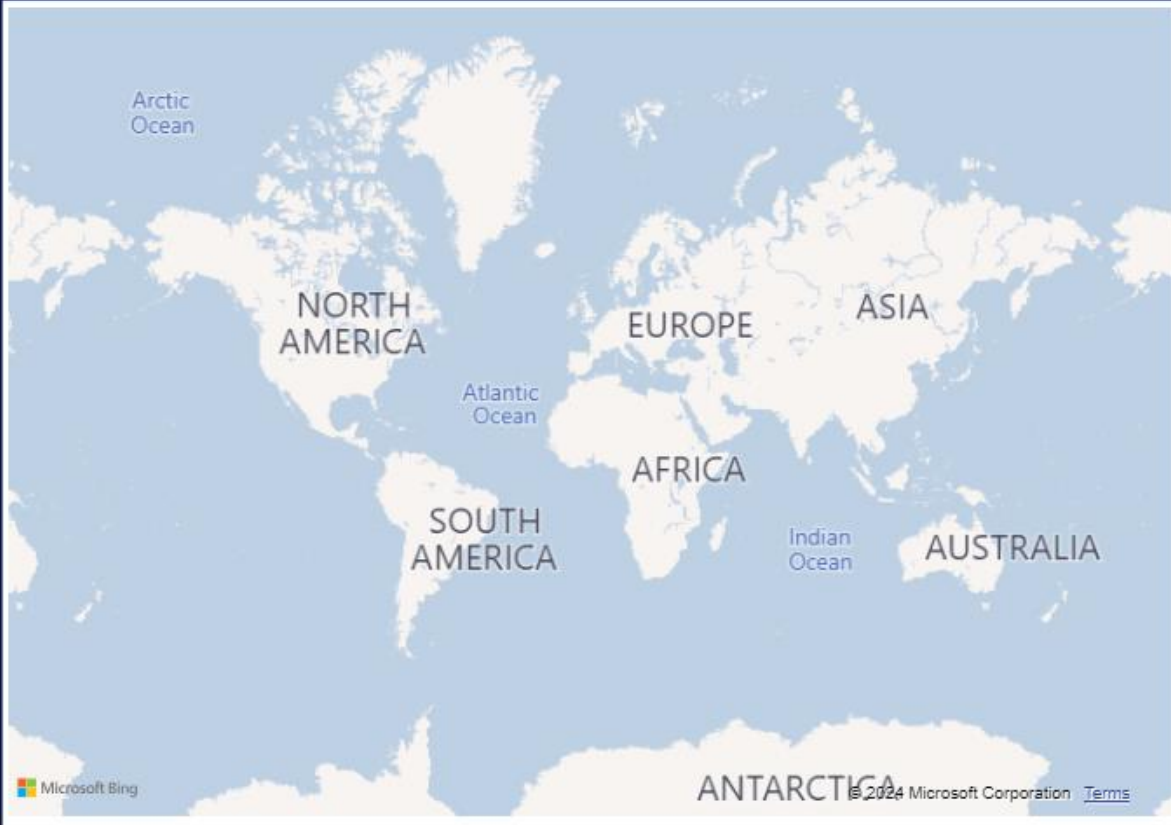 Arctic
Ocean
NORTH
AMERICA
EUROPE
ASIA
Atlantic
Ocean
AFRICA
SOUTH
AMERICA
Indian
Ocean
AUSTRALIA
ANTARCTICA
Microsoft Bing
© 2024 Microsoft Corporation Terms